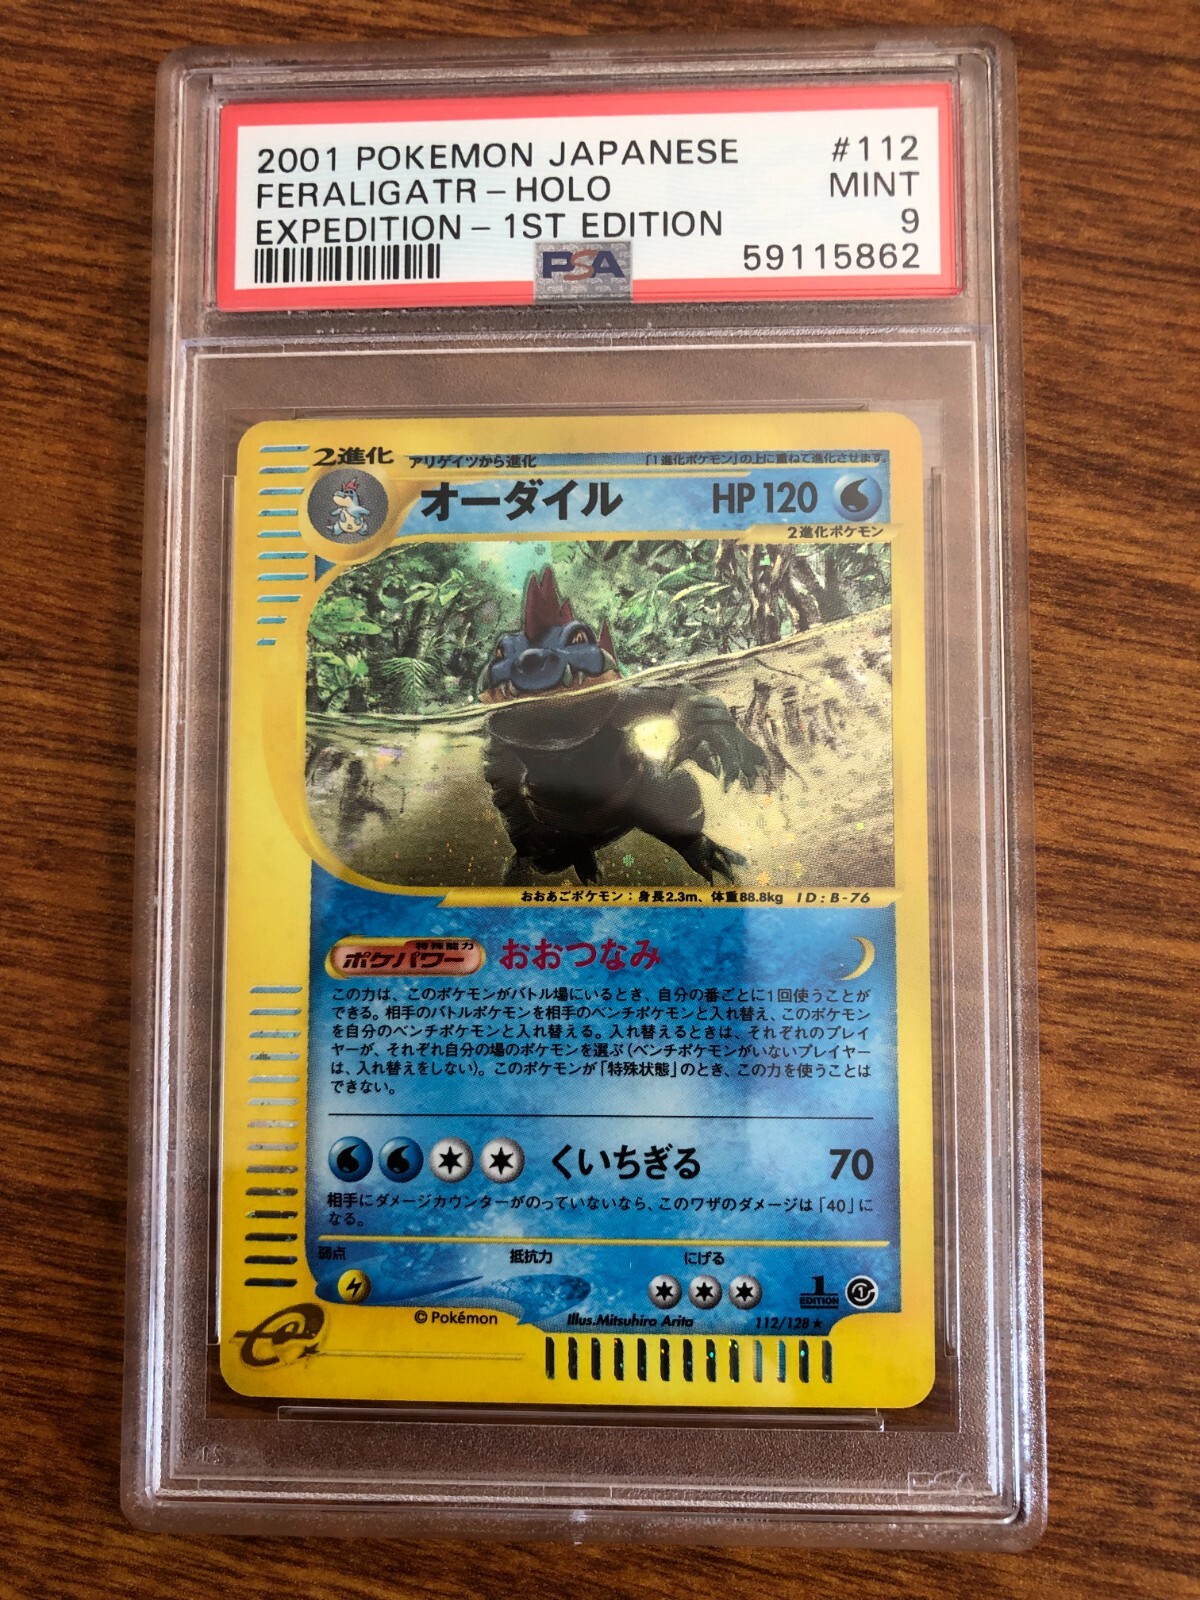 2001 POKEMON JAPANESE #112
FERALIGATR - HOLO MINT
EXPEDITION - 1ST EDITION 9
PSA 59115862
2進化 アリゲイツから進化 「1進化ポケモン」の上に重ねて進化させます。
オーダイル HP120
2進化ポケモン
おおあごポケモン：身長2.3m、体重88.8kg ID:B-76
特殊能力
ポケパワー おおつなみ
この力は、このポケモンがバトル場にいるとき、自分の番ごとに1回使うことが
できる。相手のバトルポケモンを相手のベンチポケモンと入れ替え、このポケモン
を自分のベンチポケモンと入れ替える。入れ替えるときは、それぞれのプレイ
ヤーが、それぞれ自分の場のポケモンを選ぶ(ベンチポケモンがいないプレイヤー
は、入れ替えをしない)。このポケモンが「特殊状態」のとき、この力を使うことは
できない。
くいちぎる 70
相手にダメージカウンターがのっていないなら、このワザのダメージは「40」に
なる。
弱点 抵抗力 にげる
1 EDITION
©Pokémon Illus.Mitsuhiro Arita 112/128★
e